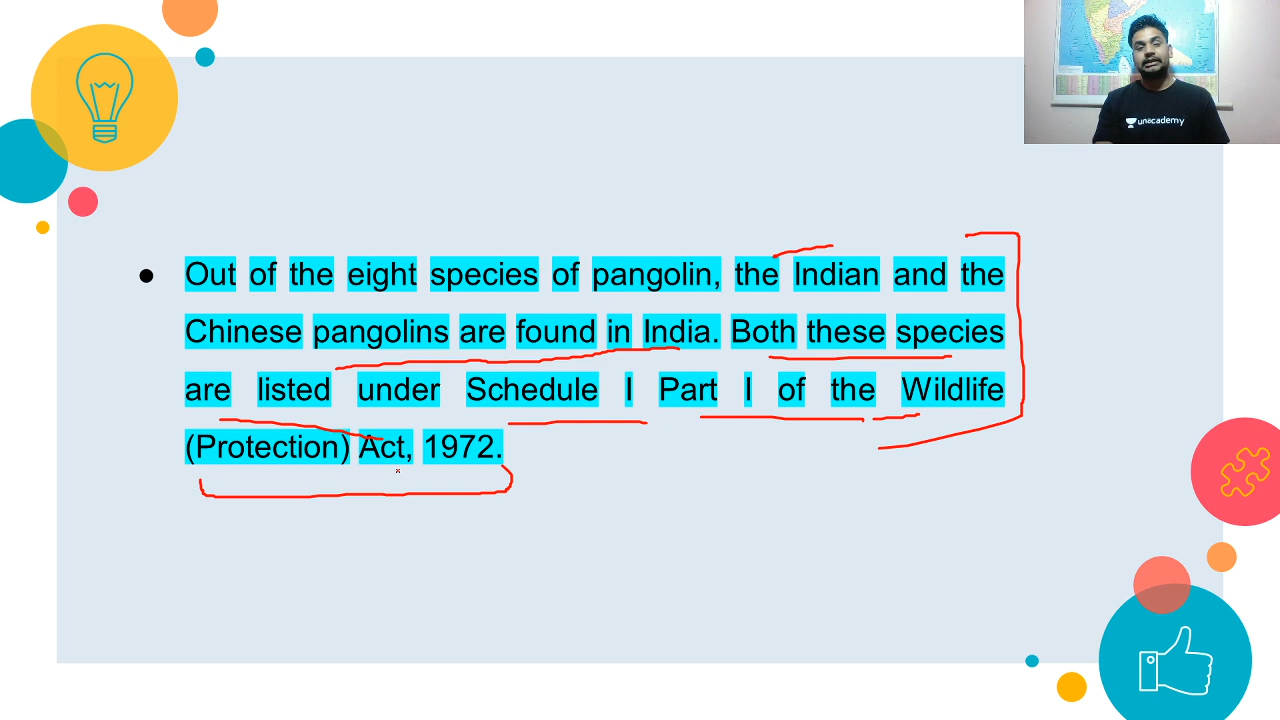 unacademy
● Out of the eight species of pangolin, the Indian and the
Chinese pangolins are found in India. Both these species
are listed under Schedule I Part I of the Wildlife
(Protection) Act, 1972.